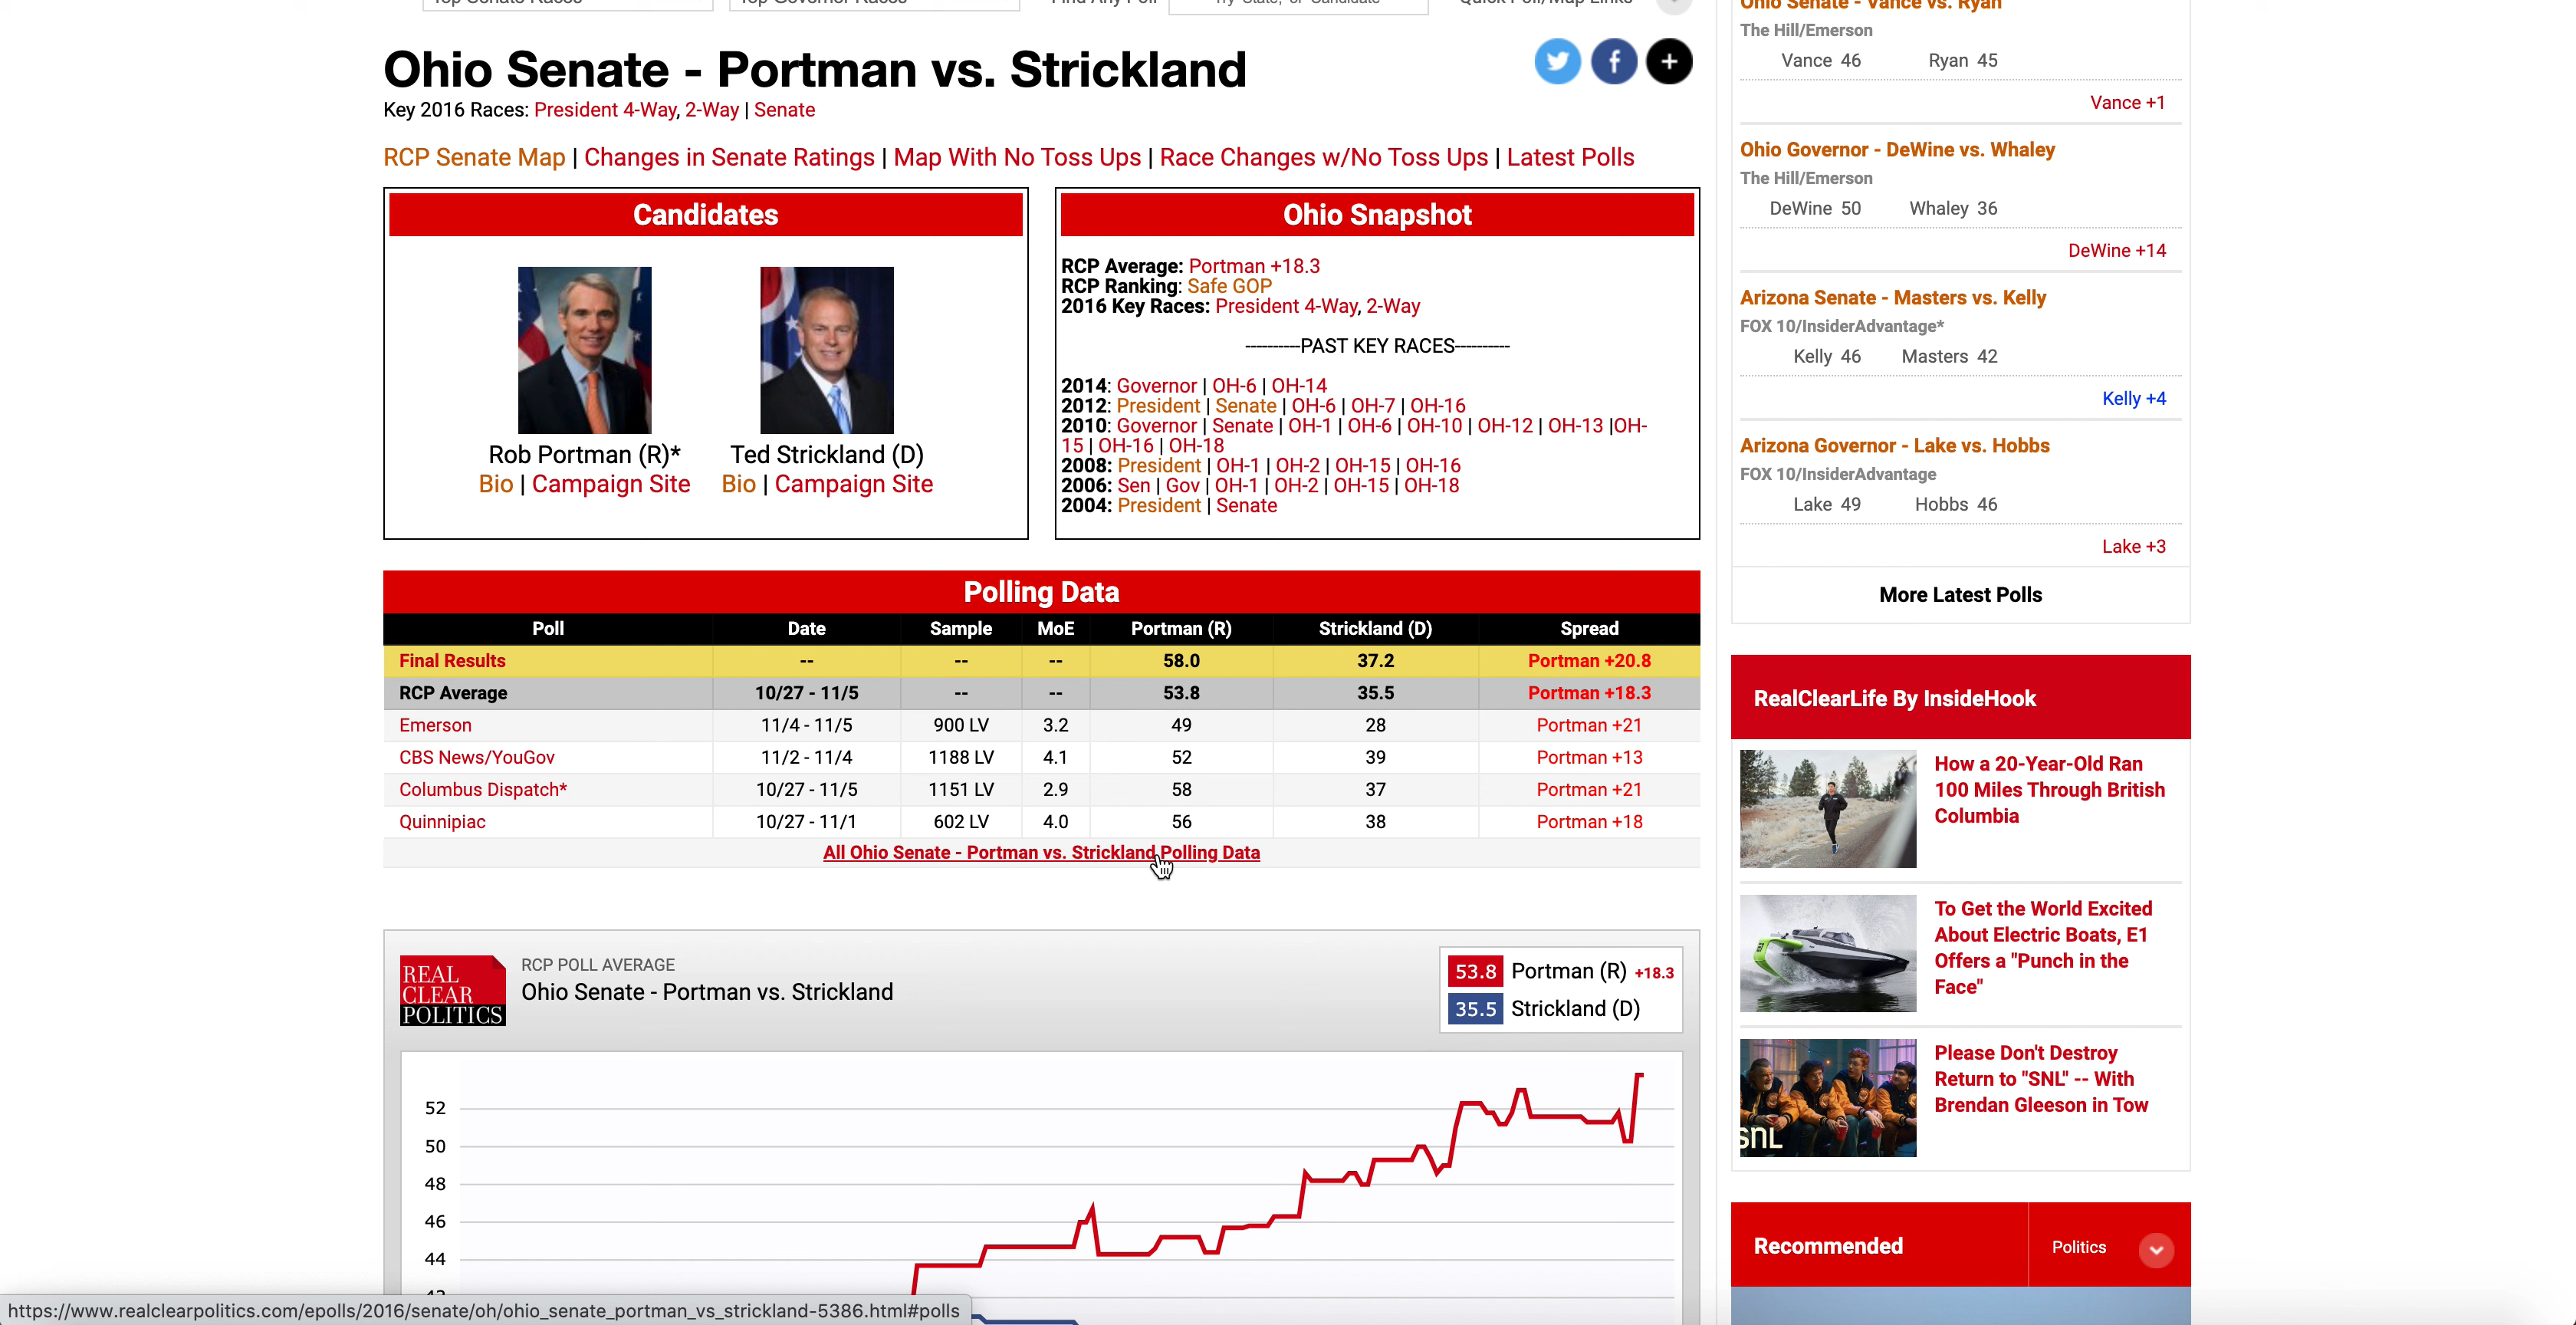 Ohio Senate - Portman vs. Strickland
Key 2016 Races: President 4-Way, 2-Way | Senate
RCP Senate Map | Changes in Senate Ratings | Map With No Toss Ups | Race Changes w/No Toss Ups | Latest Polls
Candidates
Rob Portman (R)* Ted Strickland (D)
Bio | Campaign Site Bio | Campaign Site
Ohio Snapshot
RCP Average: Portman +18.3
RCP Ranking: Safe GOP
2016 Key Races: President 4-Way, 2-Way
----------PAST KEY RACES----------
2014: Governor | OH-6 | OH-14
2012: President | Senate | OH-6 | OH-7 | OH-16
2010: Governor | Senate | OH-1 | OH-6 | OH-10 | OH-12 | OH-13 |OH-
15 | OH-16 | OH-18
2008: President | OH-1 | OH-2 | OH-15 | OH-16
2006: Sen | Gov | OH-1 | OH-2 | OH-15 | OH-18
2004: President | Senate
Polling Data
Poll Date Sample MoE Portman (R) Strickland (D) Spread
Final Results -- -- -- 58.0 37.2 Portman +20.8
RCP Average 10/27 - 11/5 -- -- 53.8 35.5 Portman +18.3
Emerson 11/4 - 11/5 900 LV 3.2 49 28 Portman +21
CBS News/YouGov 11/2 - 11/4 1188 LV 4.1 52 39 Portman +13
Columbus Dispatch* 10/27 - 11/5 1151 LV 2.9 58 37 Portman +21
Quinnipiac 10/27 - 11/1 602 LV 4.0 56 38 Portman +18
All Ohio Senate - Portman vs. Strickland Polling Data
REAL
CLEAR
POLITICS
RCP POLL AVERAGE
Ohio Senate - Portman vs. Strickland
53.8 Portman (R) +18.3
35.5 Strickland (D)
52
50
48
46
44
https://www.realclearpolitics.com/epolls/2016/senate/oh/ohio_senate_portman_vs_strickland-5386.html#polls
Ohio Senate - Vance vs. Ryan
The Hill/Emerson
Vance 46 Ryan 45
Vance +1
Ohio Governor - DeWine vs. Whaley
The Hill/Emerson
DeWine 50 Whaley 36
DeWine +14
Arizona Senate - Masters vs. Kelly
FOX 10/InsiderAdvantage*
Kelly 46 Masters 42
Kelly +4
Arizona Governor - Lake vs. Hobbs
FOX 10/InsiderAdvantage
Lake 49 Hobbs 46
Lake +3
More Latest Polls
RealClearLife By InsideHook
How a 20-Year-Old Ran
100 Miles Through British
Columbia
To Get the World Excited
About Electric Boats, E1
Offers a "Punch in the
Face"
Please Don't Destroy
Return to "SNL" -- With
Brendan Gleeson in Tow
snL
Recommended Politics